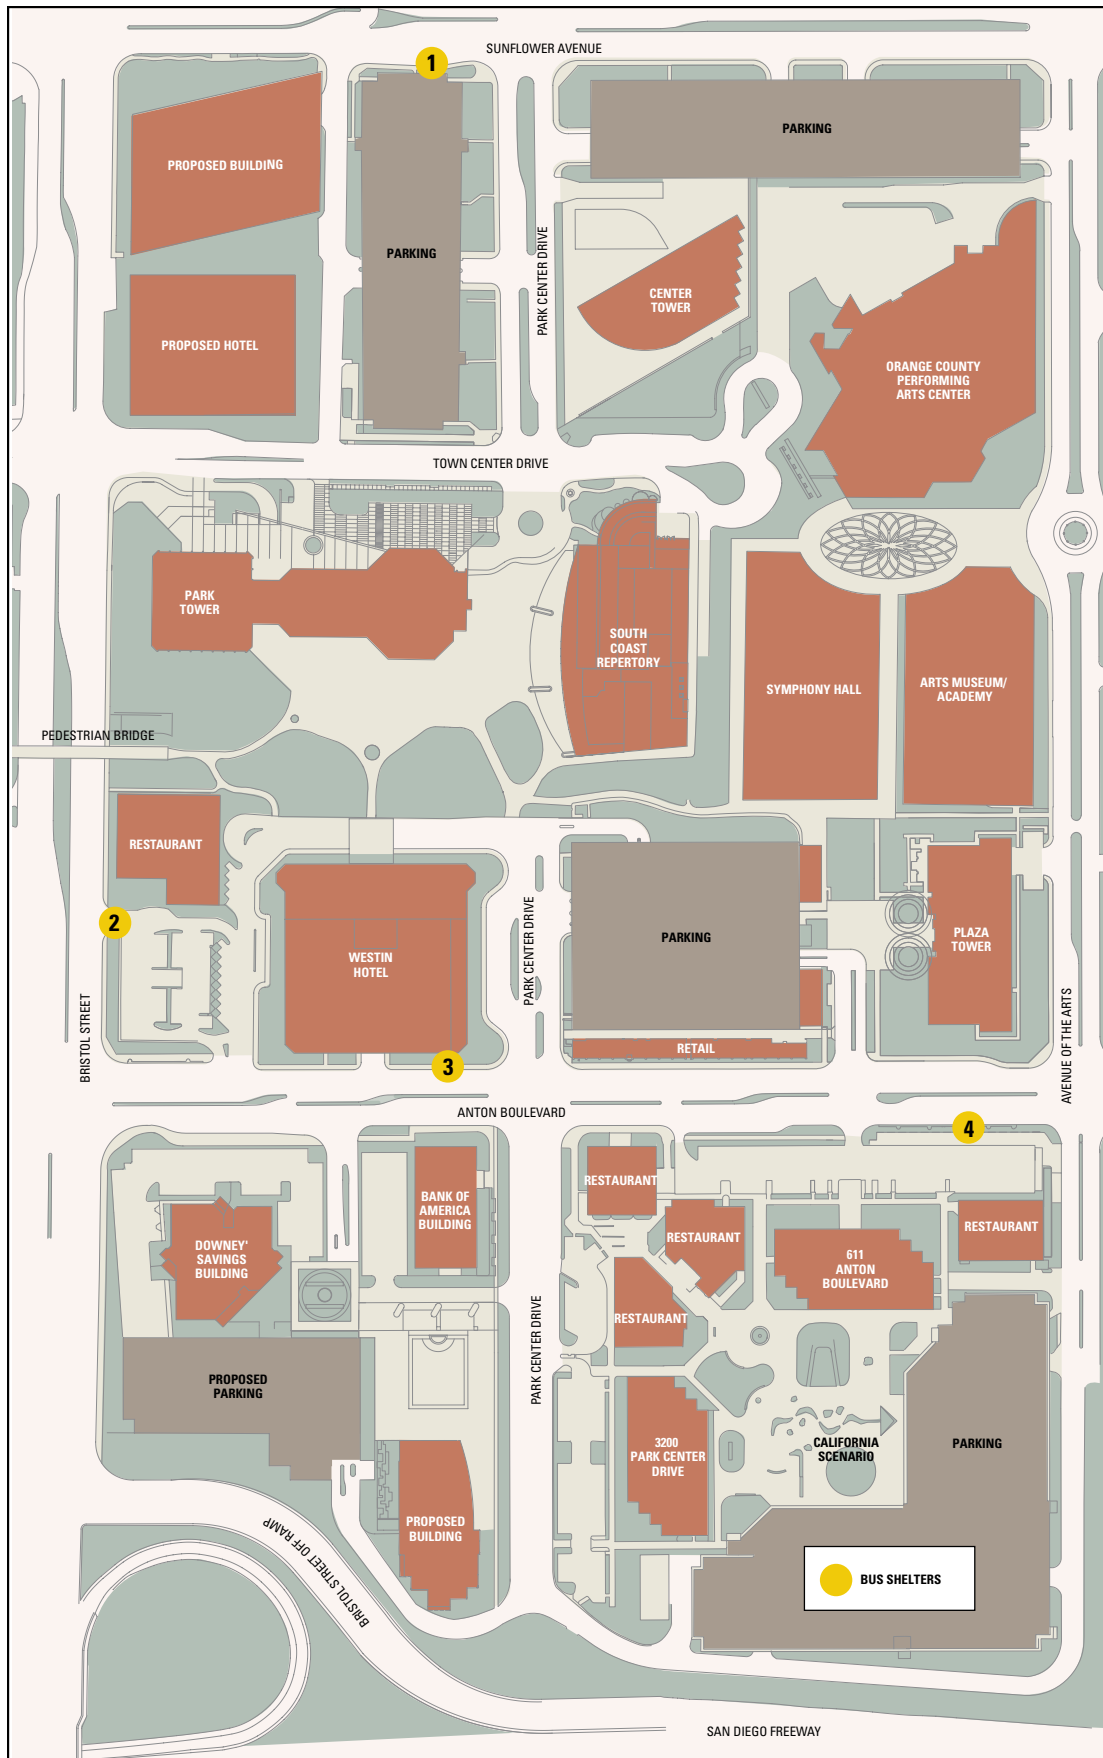 SUNFLOWER AVENUE
1
PARKING
PROPOSED BUILDING
PARKING
PARK CENTER DRIVE
CENTER
TOWER
PROPOSED HOTEL
ORANGE COUNTY
PERFORMING
ARTS CENTER
TOWN CENTER DRIVE
PARK
TOWER
SOUTH
COAST
REPERTORY
SYMPHONY HALL
ARTS MUSEUM/
ACADEMY
PEDESTRIAN BRIDGE
RESTAURANT
2
WESTIN
HOTEL
PARK CENTER DRIVE
PARKING
PLAZA
TOWER
BRISTOL STREET
RETAIL
AVENUE OF THE ARTS
3
ANTON BOULEVARD
4
BANK OF
AMERICA
BUILDING
RESTAURANT
RESTAURANT
RESTAURANT
DOWNEY'
SAVINGS
BUILDING
611
ANTON
BOULEVARD
RESTAURANT
PARK CENTER DRIVE
PROPOSED
PARKING
3200
PARK CENTER
DRIVE
CALIFORNIA
SCENARIO
PARKING
PROPOSED
BUILDING
BRISTOL STREET OFF RAMP
BUS SHELTERS
SAN DIEGO FREEWAY